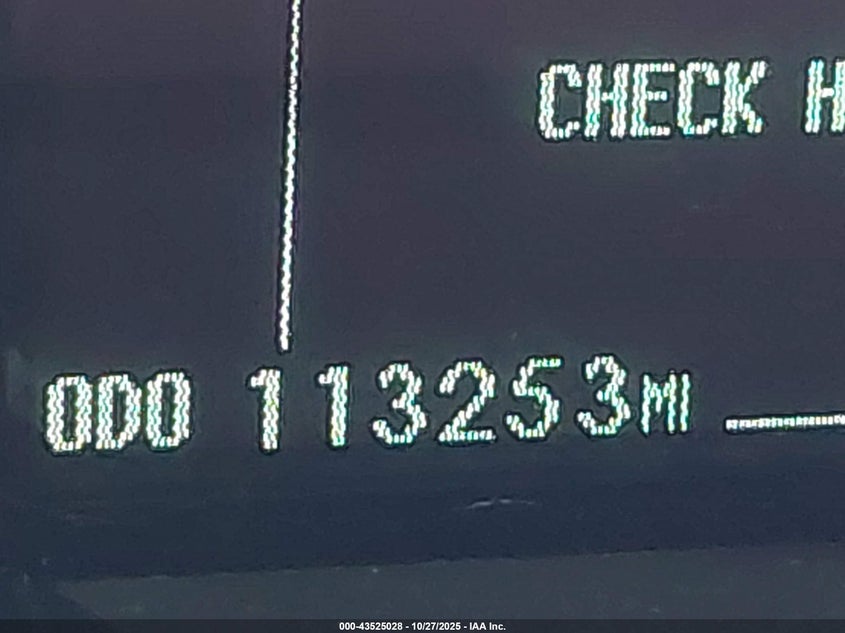 CHECK H
ODO 113253MI
000-43525028 - 10/27/2025 - IAA Inc.